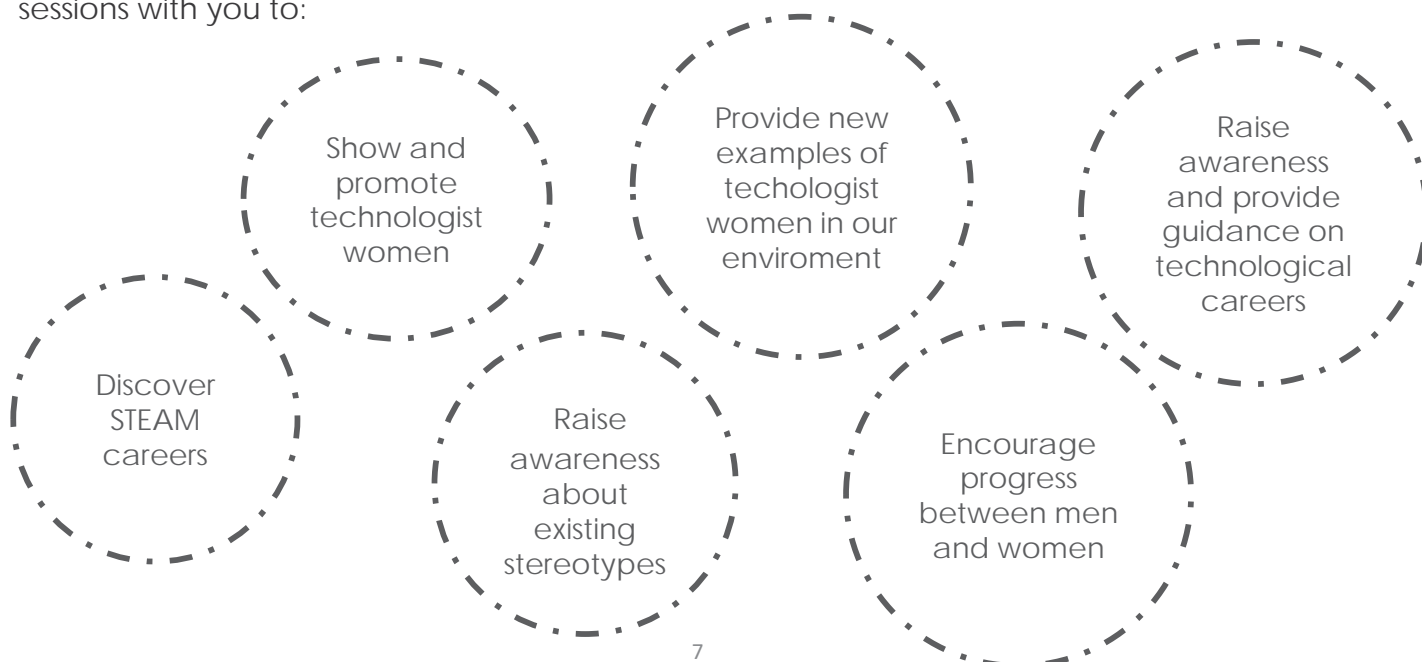 sessions with you to:
Show and
promote
technologist
women
Provide new
examples of
techologist
women in our
enviroment
Raise
awareness
and provide
guidance on
technological
careers
Discover
STEAM
careers
Raise
awareness
about
existing
stereotypes
Encourage
progress
between men
and women
7